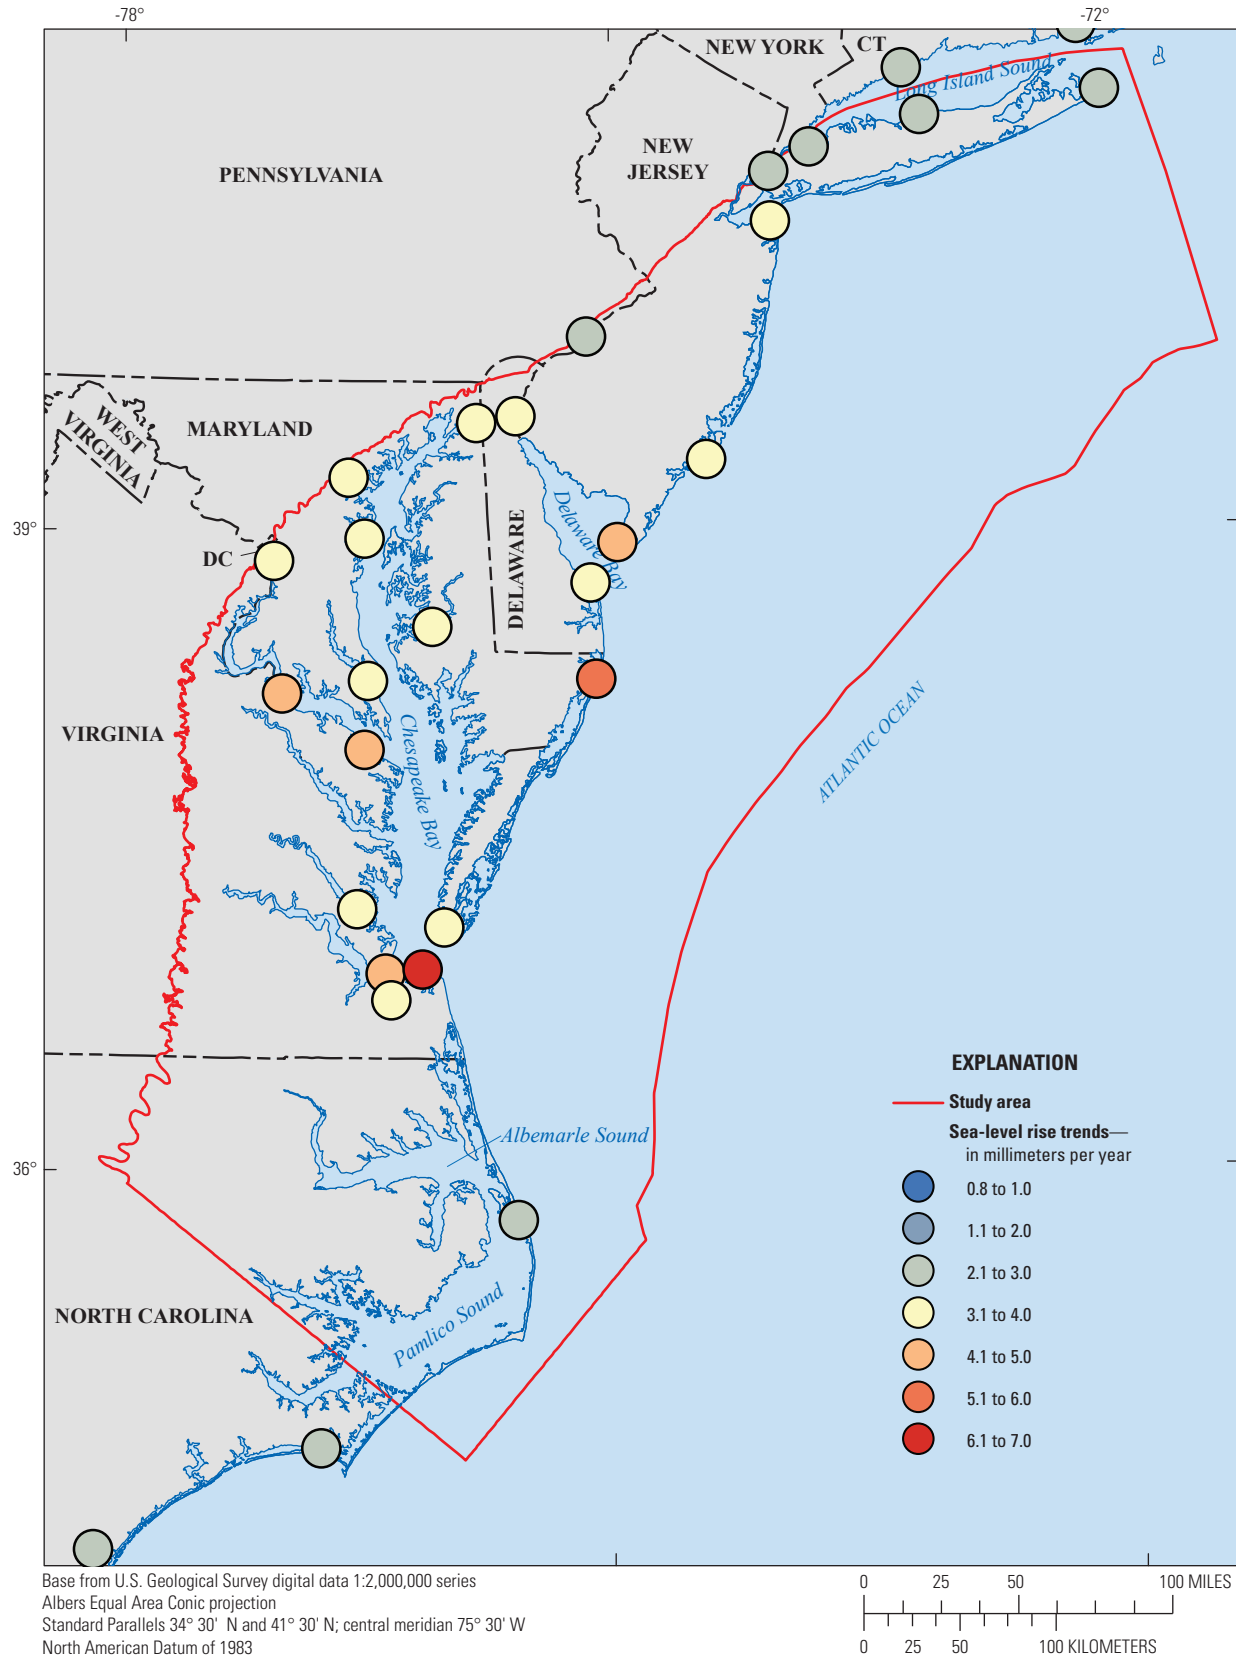 -78°
-72°
NEW YORK
CT
Long Island Sound
NEW
JERSEY
PENNSYLVANIA
WEST
VIRGINIA
MARYLAND
Delaware Bay
39°
DC
DELAWARE
VIRGINIA
Chesapeake Bay
ATLANTIC OCEAN
EXPLANATION
Study area
Sea-level rise trends—
in millimeters per year
0.8 to 1.0
1.1 to 2.0
2.1 to 3.0
3.1 to 4.0
4.1 to 5.0
5.1 to 6.0
6.1 to 7.0
Albemarle Sound
36°
NORTH CAROLINA
Pamlico Sound
Base from U.S. Geological Survey digital data 1:2,000,000 series
Albers Equal Area Conic projection
Standard Parallels 34° 30' N and 41° 30' N; central meridian 75° 30' W
North American Datum of 1983
0 25 50 100 MILES
0 25 50 100 KILOMETERS